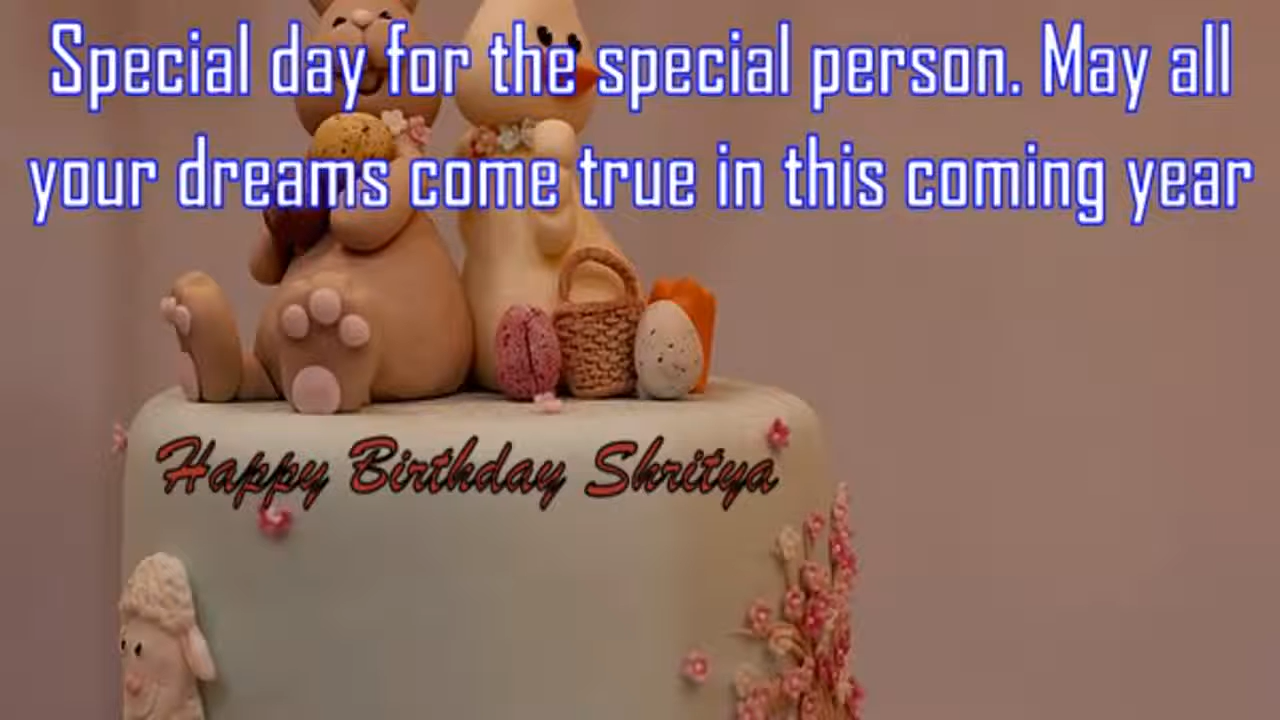 Special day for the special person. May all
your dreams come true in this coming year
Happy Birthday Shritya